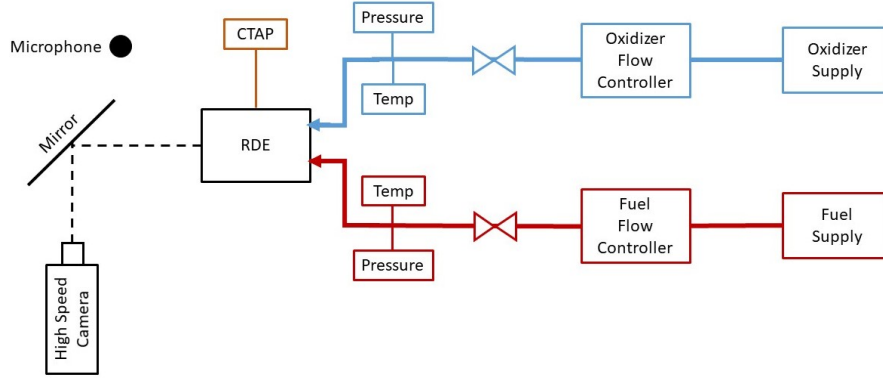 Microphone
Mirror
High Speed
Camera
CTAP
RDE
Pressure
Temp
Oxidizer
Flow
Controller
Oxidizer
Supply
Temp
Pressure
Fuel
Flow
Controller
Fuel
Supply